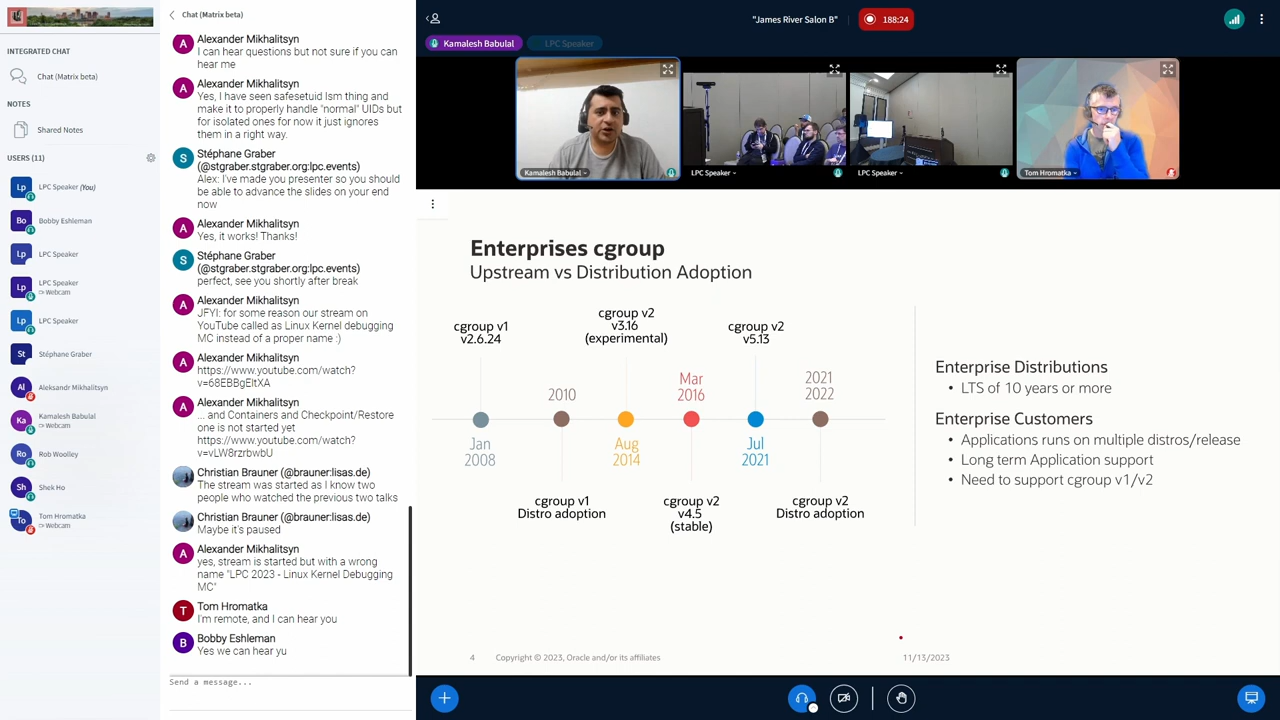 INTEGRATED CHAT
Chat (Matrix beta)
NOTES
Shared Notes
USERS (11)
Lp
LPC Speaker (You)
Bo
Bobby Eshleman
Lp
LPC Speaker
Lp
LPC Speaker
Webcam
Lp
LPC Speaker
St
Stéphane Graber
Al
Aleksandr Mikhalitsyn
Ka
Kamalesh Babulal
Webcam
Ro
Rob Woolley
Sh
Shek Ho
To
Tom Hromatka
Webcam
Chat (Matrix beta)
A
Alexander Mikhalitsyn
I can hear questions but not sure if you can
hear me
A
Alexander Mikhalitsyn
Yes, I have seen safesetuid lsm thing and
make it to properly handle "normal" UIDs but
for isolated ones for now it just ignores
them in a right way.
S
Stéphane Graber
(@stgraber.stgraber.org:lpc.events)
Alex: I've made you presenter so you should
be able to advance the slides on your end
now
A
Alexander Mikhalitsyn
Yes, it works! Thanks!
S
Stéphane Graber
(@stgraber.stgraber.org:lpc.events)
perfect, see you shortly after break
A
Alexander Mikhalitsyn
JFYI: for some reason our stream on
YouTube called as Linux Kernel debugging
MC instead of a proper name :)
A
Alexander Mikhalitsyn
https://www.youtube.com/watch?
v=68EBBgEltXA
A
Alexander Mikhalitsyn
... and Containers and Checkpoint/Restore
one is not started yet
https://www.youtube.com/watch?
v=vLW8rzrbwbU
Christian Brauner (@brauner:lisas.de)
The stream was started as I know two
people who watched the previous two talks
Christian Brauner (@brauner:lisas.de)
Maybe it's paused
A
Alexander Mikhalitsyn
yes, stream is started but with a wrong
name "LPC 2023 - Linux Kernel Debugging
MC"
T
Tom Hromatka
I'm remote, and I can hear you
B
Bobby Eshleman
Yes we can hear yu
Send a message...
"James River Salon B"
188:24
Kamalesh Babulal
LPC Speaker
Kamalesh Babulal
LPC Speaker
LPC Speaker
Tom Hromatka
Enterprises cgroup
Upstream vs Distribution Adoption
cgroup v1
v2.6.24
cgroup v2
v3.16
(experimental)
cgroup v2
v5.13
2010
Mar
2016
2021
2022
Jan
2008
Aug
2014
Jul
2021
cgroup v1
Distro adoption
cgroup v2
v4.5
(stable)
cgroup v2
Distro adoption
Enterprise Distributions
• LTS of 10 years or more
Enterprise Customers
• Applications runs on multiple distros/release
• Long term Application support
• Need to support cgroup v1/v2
4
Copyright © 2023, Oracle and/or its affiliates
11/13/2023